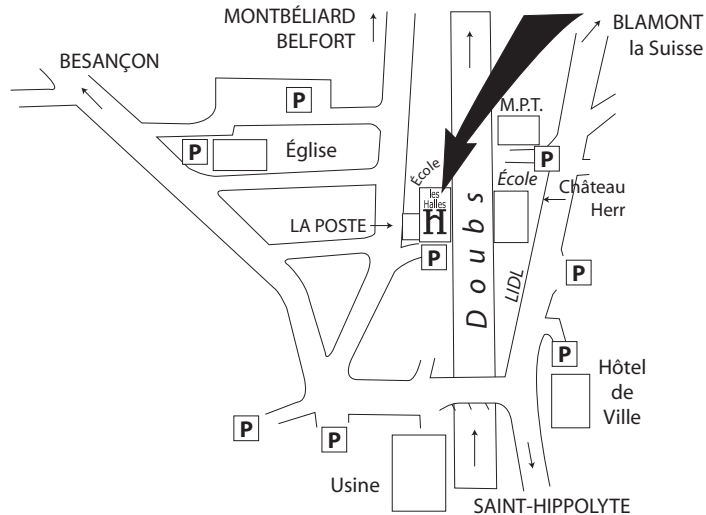 MONTBÉLIARD
BELFORT
BLAMONT
la Suisse
BESANÇON
P
M.P.T.
P
Église
P
École
École
les
Halles
H
Château
Herr
LA POSTE
P
P
Doubs
LIDL
P
Hôtel
de
Ville
P
P
Usine
SAINT-HIPPOLYTE